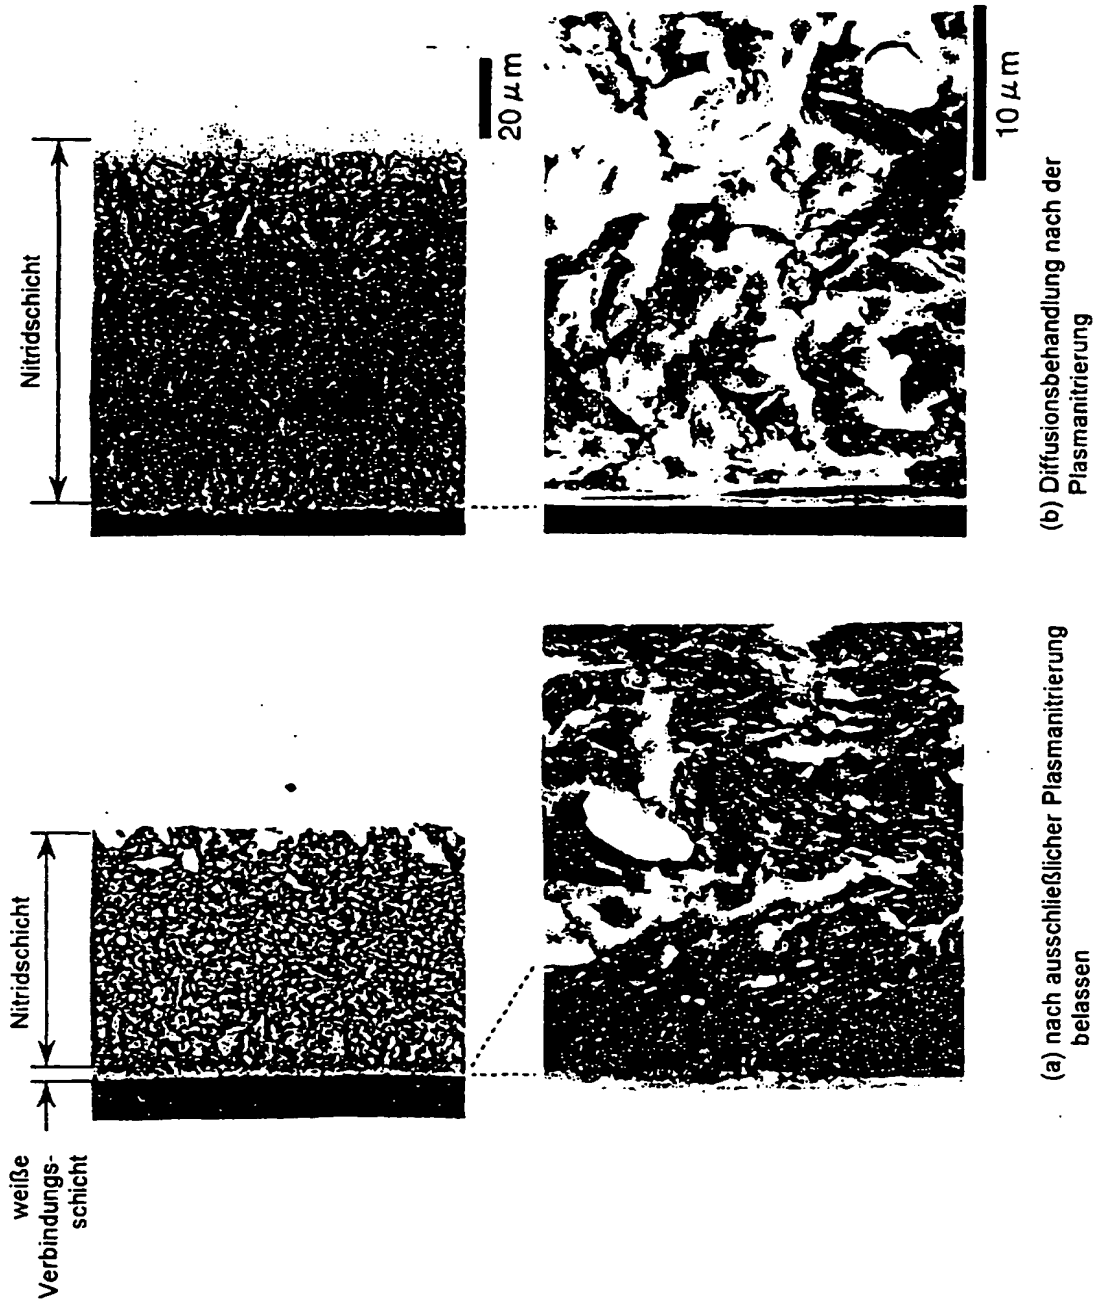 weiße
Verbindungs-
schicht
Nitridschicht
Nitridschicht
20 μm
10 μm
(a) nach ausschließlicher Plasmanitrierung
belassen
(b) Diffusionsbehandlung nach der
Plasmanitrierung